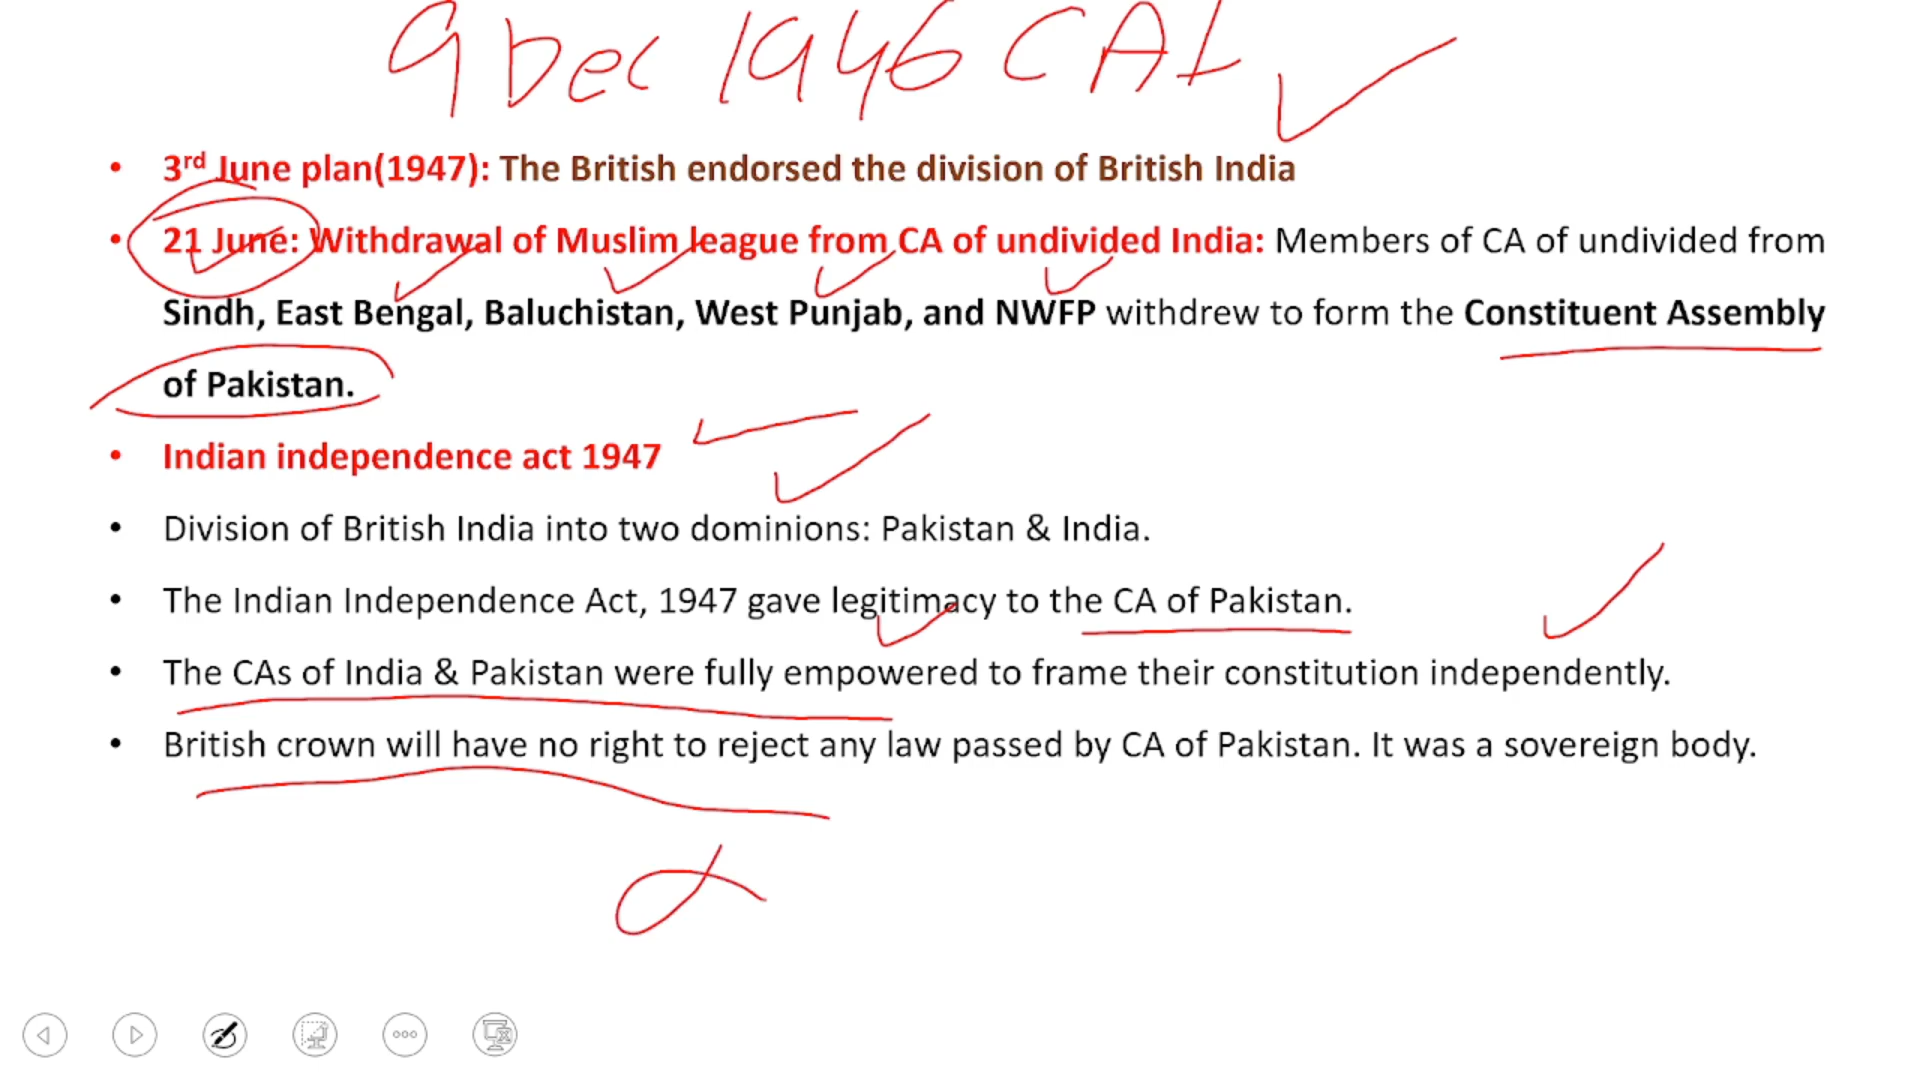 9 Dec 1946 CAI
• 3rd June plan(1947): The British endorsed the division of British India
• 21 June: Withdrawal of Muslim league from CA of undivided India: Members of CA of undivided from
Sindh, East Bengal, Baluchistan, West Punjab, and NWFP withdrew to form the Constituent Assembly
of Pakistan.
• Indian independence act 1947
• Division of British India into two dominions: Pakistan & India.
• The Indian Independence Act, 1947 gave legitimacy to the CA of Pakistan.
• The CAs of India & Pakistan were fully empowered to frame their constitution independently.
• British crown will have no right to reject any law passed by CA of Pakistan. It was a sovereign body.